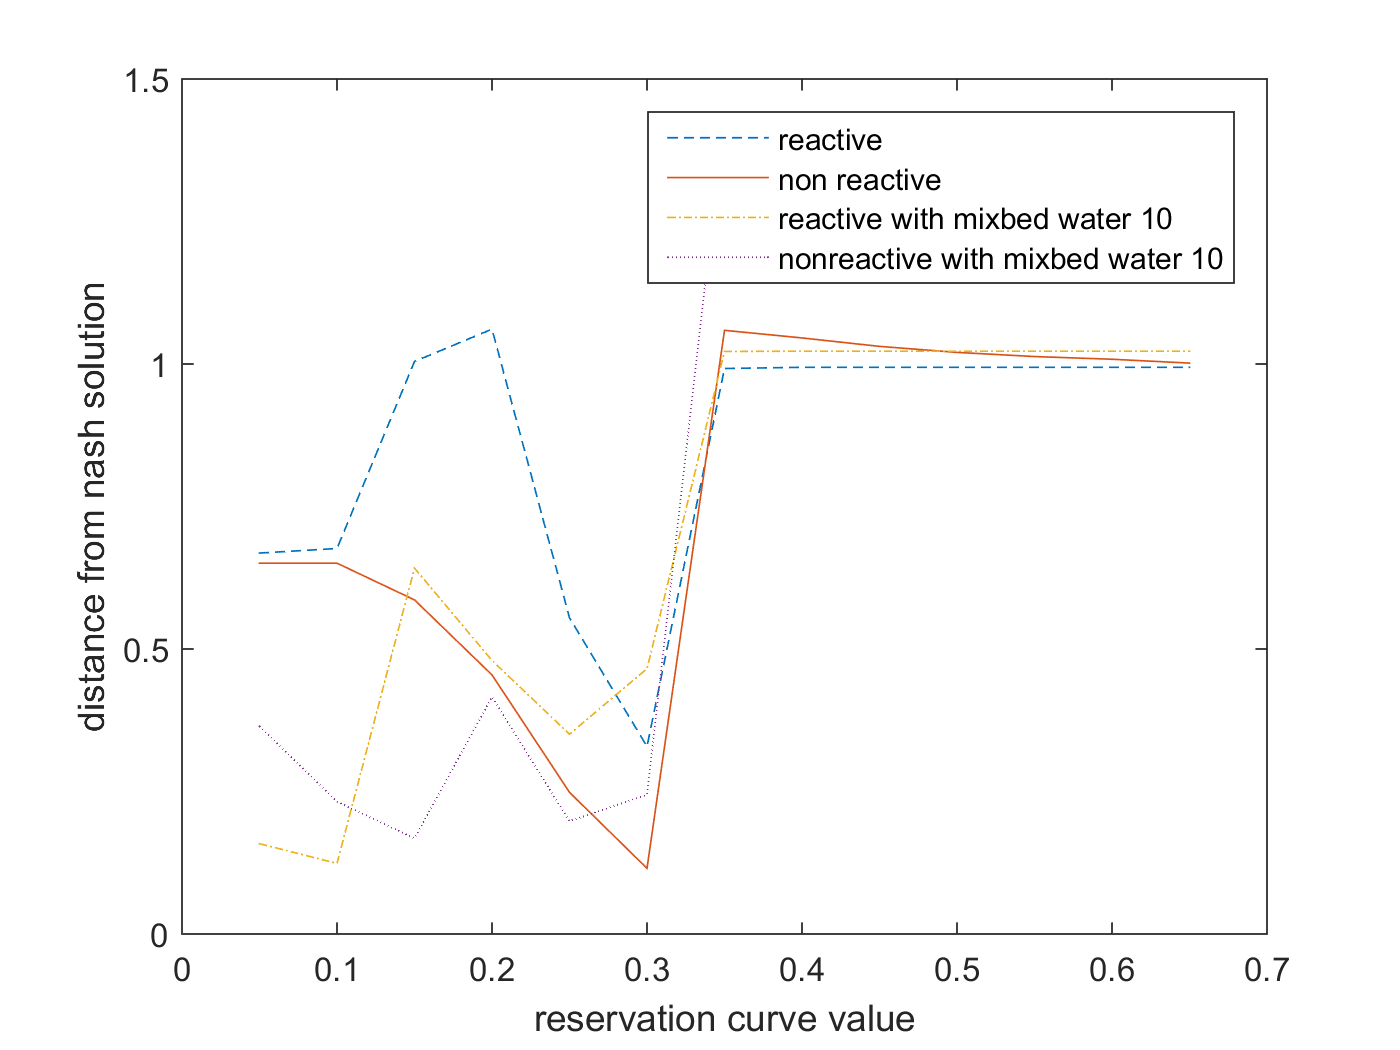 1.5
1
0.5
0
distance from nash solution
reactive
non reactive
reactive with mixbed water 10
nonreactive with mixbed water 10
0 0.1 0.2 0.3 0.4 0.5 0.6 0.7
reservation curve value